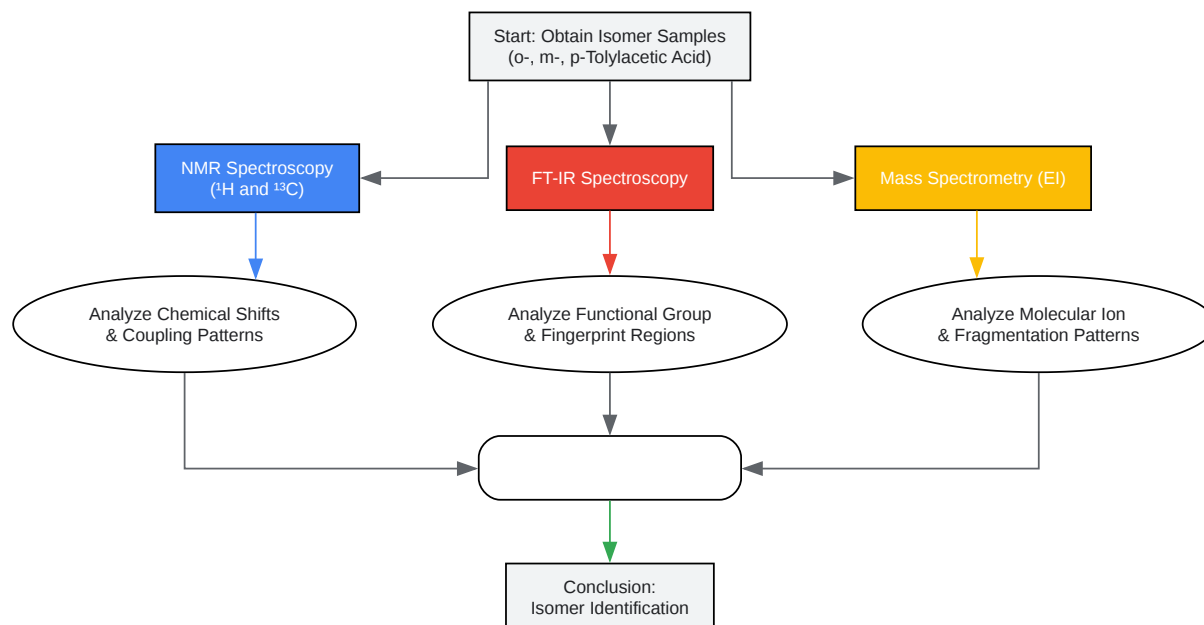 Start: Obtain Isomer Samples
(o-, m-, p-Tolylacetic Acid)
NMR Spectroscopy
(¹H and ¹³C)
FT-IR Spectroscopy
Mass Spectrometry (EI)
Analyze Chemical Shifts
& Coupling Patterns
Analyze Functional Group
& Fingerprint Regions
Analyze Molecular Ion
& Fragmentation Patterns
Conclusion:
Isomer Identification